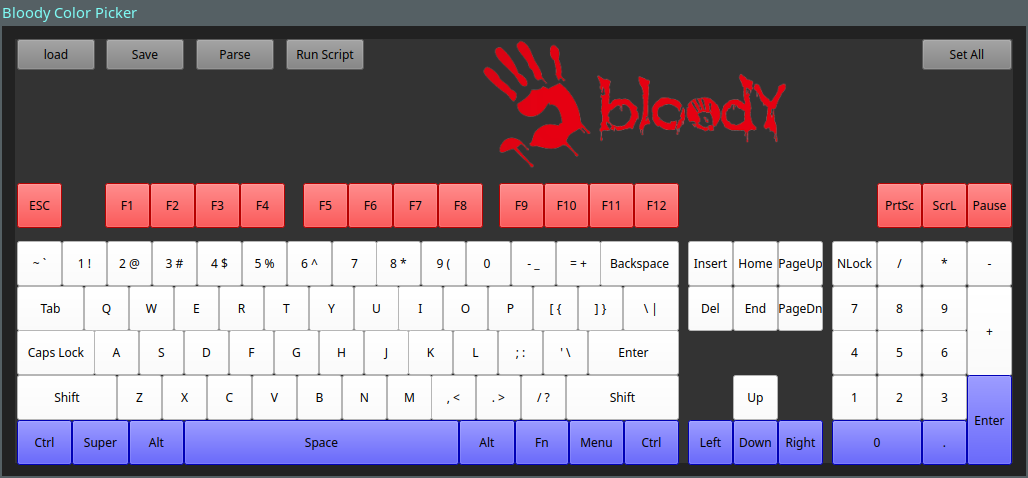 Bloody Color Picker
load Save Parse Run Script Set All
bloody
ESC F1 F2 F3 F4 F5 F6 F7 F8 F9 F10 F11 F12 PrtSc ScrL Pause
~ ` 1 ! 2 @ 3 # 4 $ 5 % 6 ^ 7 8 * 9 ( 0 - _ = + Backspace Insert Home PageUp NLock / * -
Tab Q W E R T Y U I O P [ { ] } \ | Del End PageDn 7 8 9 +
Caps Lock A S D F G H J K L ; : ' \ Enter 4 5 6
Shift Z X C V B N M , < . > / ? Shift Up 1 2 3 Enter
Ctrl Super Alt Space Alt Fn Menu Ctrl Left Down Right 0 .